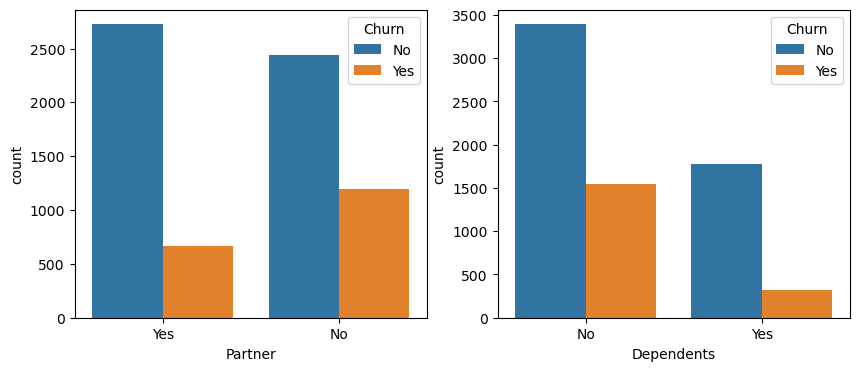 Churn
No
Yes
2500
2000
1500
1000
500
0
count
Yes
No
Partner
Churn
No
Yes
3500
3000
2500
2000
1500
1000
500
0
count
No
Yes
Dependents